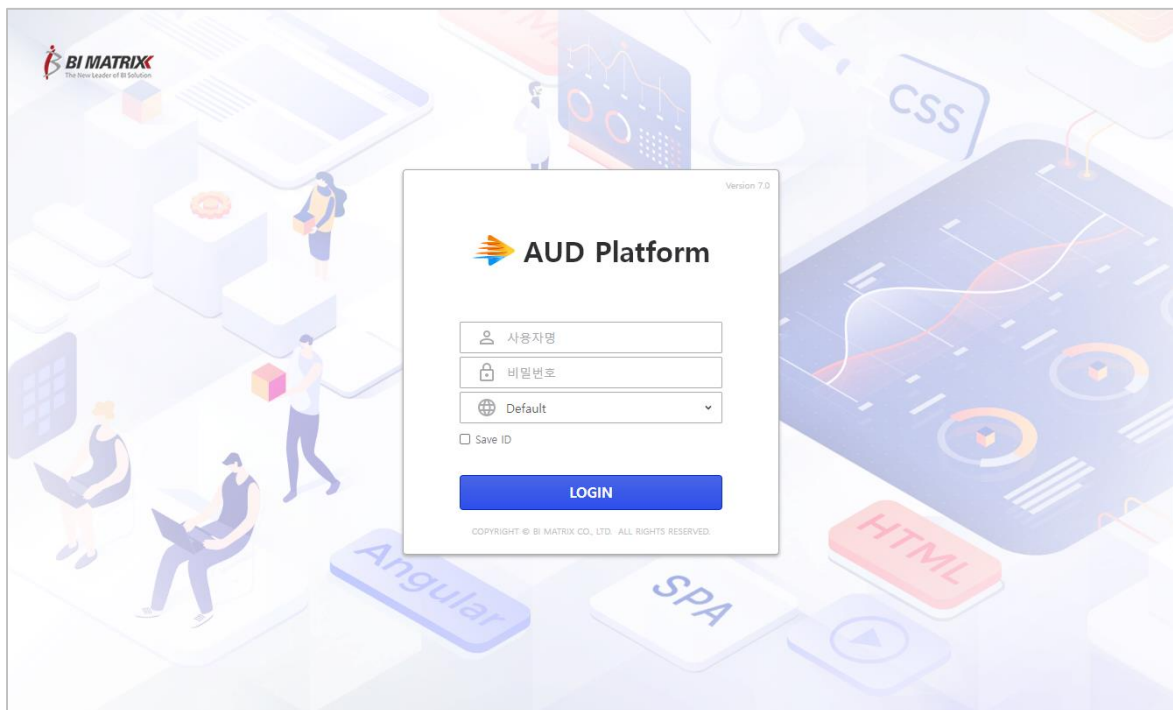 BI MATRIX
The New Leader of BI Solution
CSS
Version 7.0
AUD Platform
사용자명
비밀번호
Default
Save ID
LOGIN
COPYRIGHT © BI MATRIX CO., LTD. ALL RIGHTS RESERVED.
HTML
Angular
SPA